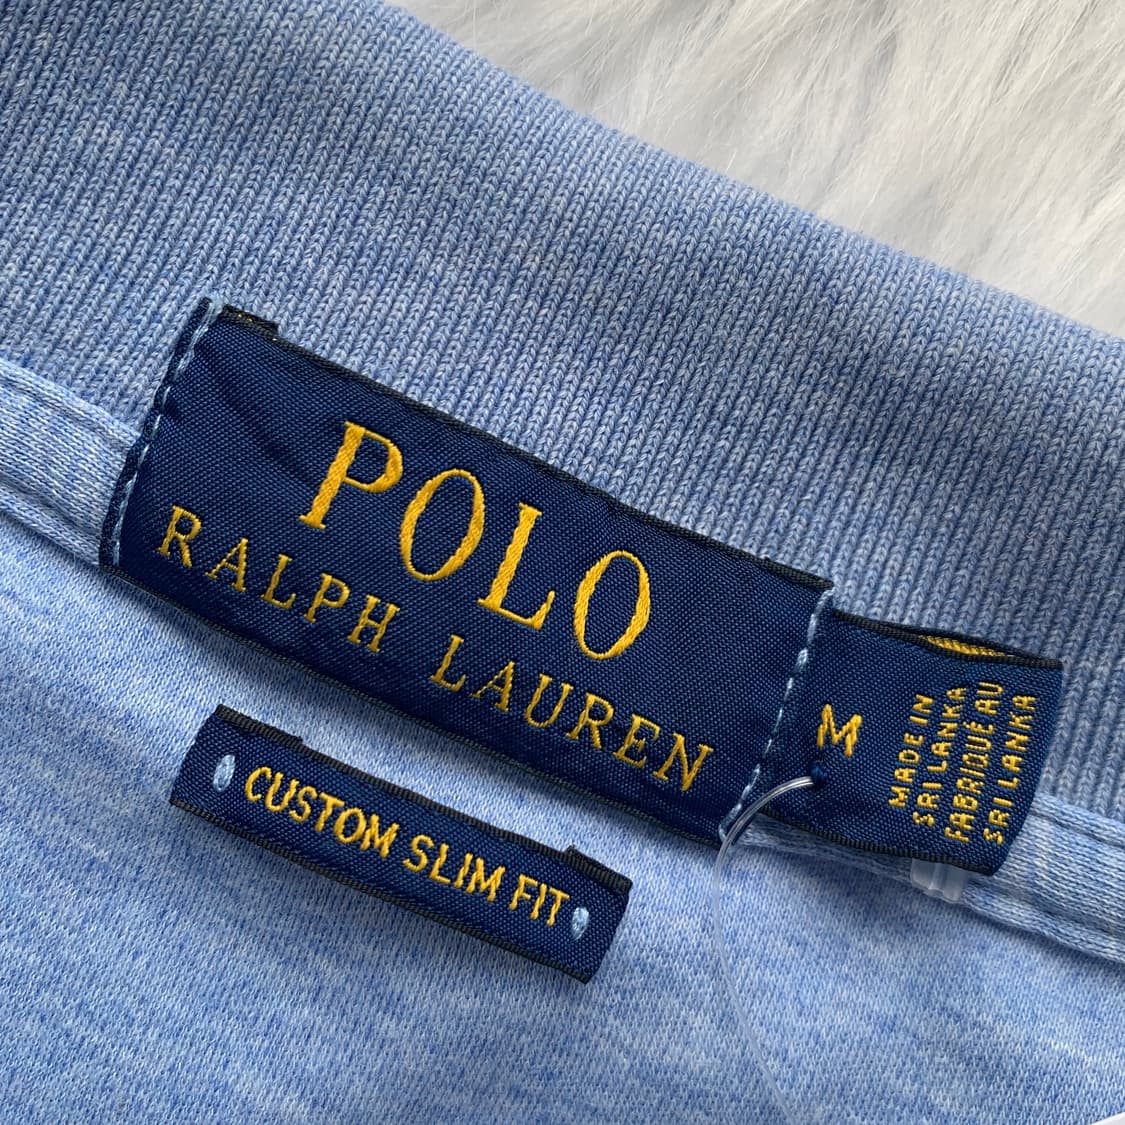 POLO
RALPH LAUREN
M
MADE IN
SRI LANKA
FABRIQUÉ AU
SRI LANKA
CUSTOM SLIM FIT